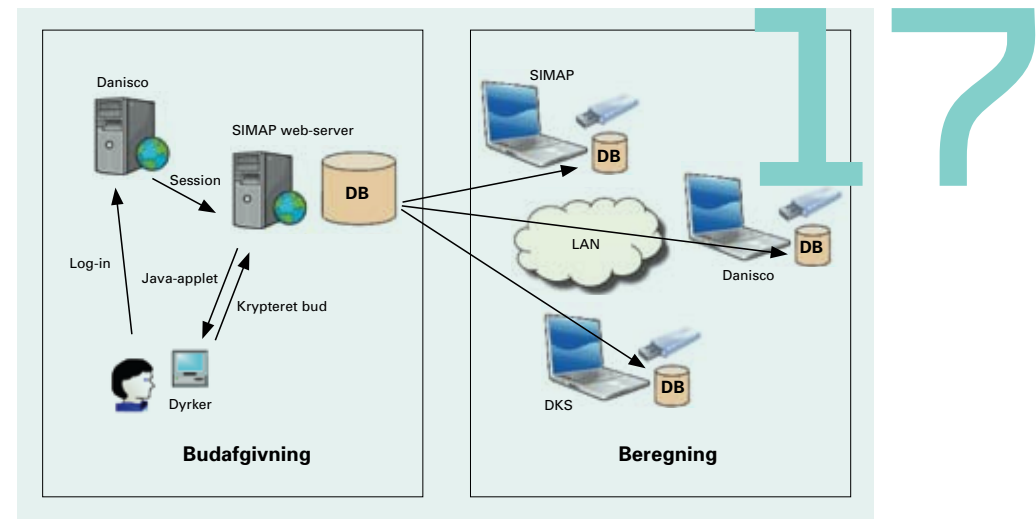 17
Danisco
SIMAP web-server
DB
Session
Log-in
Java-applet
Krypteret bud
Dyrker
Budafgivning
SIMAP
DB
LAN
DB
Danisco
DKS
DB
Beregning